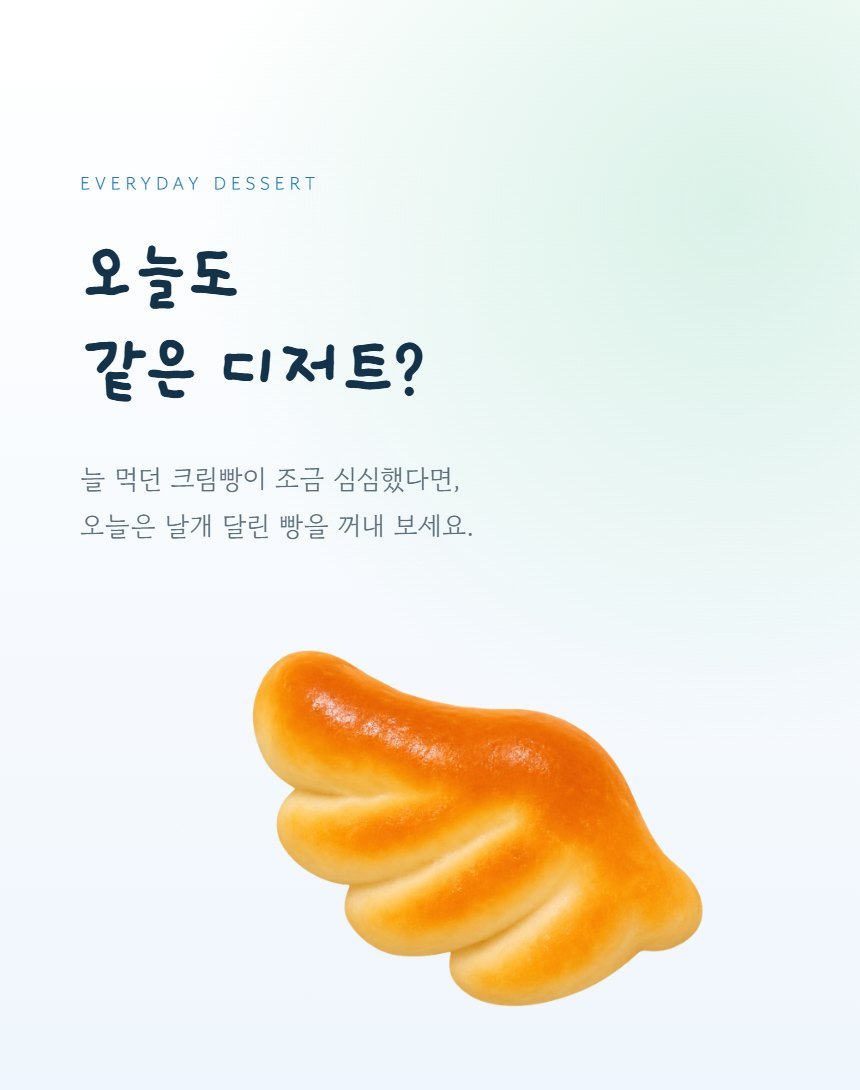 EVERYDAY DESSERT
오늘도
같은 디저트?
늘 먹던 크림빵이 조금 심심했다면,
오늘은 날개 달린 빵을 꺼내 보세요.